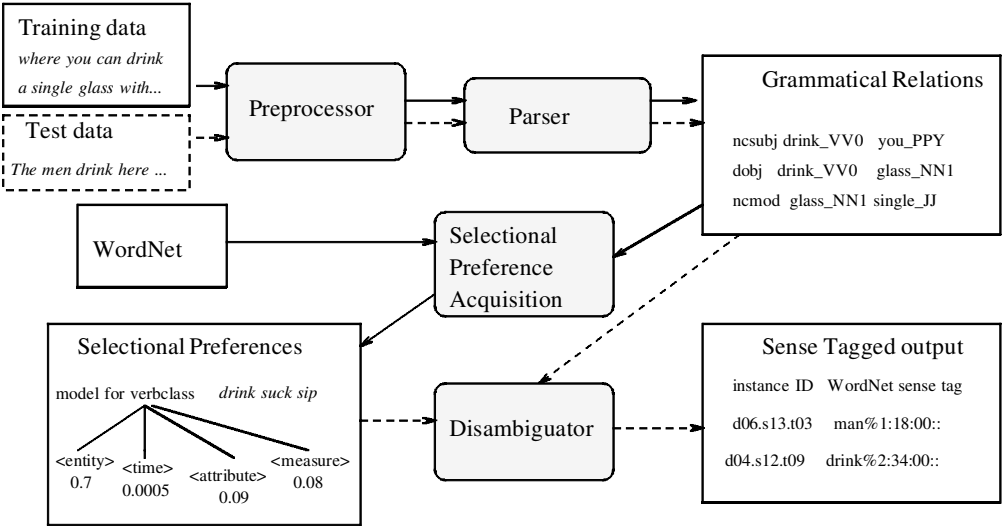 Training data
where you can drink
a single glass with...
Test data
The men drink here ...
Preprocessor
Parser
Grammatical Relations
ncsubj drink_VV0 you_PPY
dobj drink_VV0 glass_NN1
ncmod glass_NN1 single_JJ
WordNet
Selectional
Preference
Acquisition
Selectional Preferences
model for verbclass drink suck sip
<entity> <time> <attribute> <measure>
0.7 0.0005 0.09 0.08
Disambiguator
Sense Tagged output
instance ID WordNet sense tag
d06.s13.t03 man%1:18:00::
d04.s12.t09 drink%2:34:00::